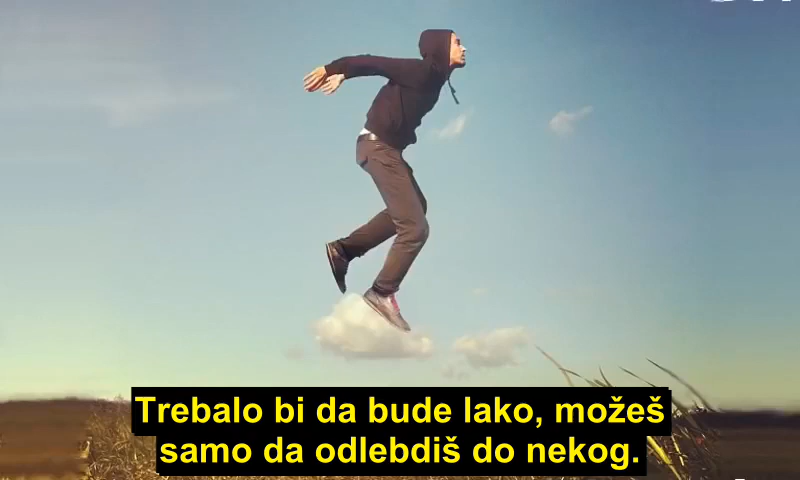 Trebalo bi da bude lako, možeš
samo da odlebdiš do nekog.